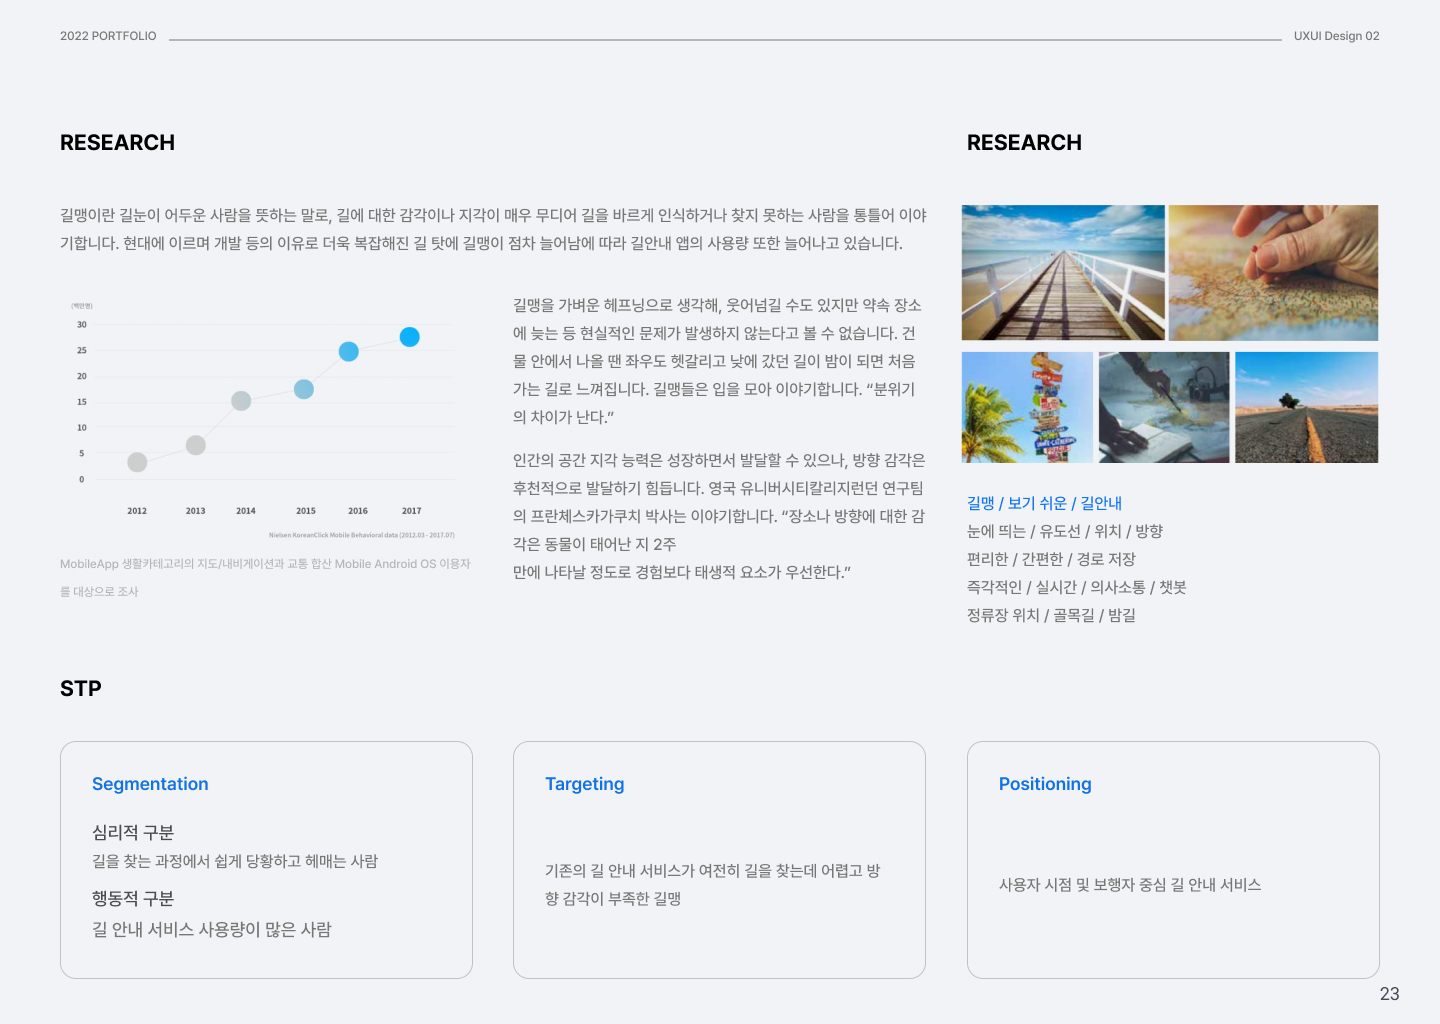 2022 PORTFOLIO
UXUI Design 02
RESEARCH
길맹이란 길눈이 어두운 사람을 뜻하는 말로, 길에 대한 감각이나 지각이 매우 무디어 길을 바르게 인식하거나 찾지 못하는 사람을 통틀어 이야
기합니다. 현대에 이르며 개발 등의 이유로 더욱 복잡해진 길 탓에 길맹이 점차 늘어남에 따라 길안내 앱의 사용량 또한 늘어나고 있습니다.
(백만명)
30
25
20
15
10
5
0
2012 2013 2014 2015 2016 2017
Nielsen KoreanClick Mobile Behavioral data (2012.03 - 2017.07)
MobileApp 생활카테고리의 지도/내비게이션과 교통 합산 Mobile Android OS 이용자
를 대상으로 조사
길맹을 가벼운 헤프닝으로 생각해, 웃어넘길 수도 있지만 약속 장소
에 늦는 등 현실적인 문제가 발생하지 않는다고 볼 수 없습니다. 건
물 안에서 나올 땐 좌우도 헷갈리고 낮에 갔던 길이 밤이 되면 처음
가는 길로 느껴집니다. 길맹들은 입을 모아 이야기합니다. “분위기
의 차이가 난다.”
인간의 공간 지각 능력은 성장하면서 발달할 수 있으나, 방향 감각은
후천적으로 발달하기 힘듭니다. 영국 유니버시티칼리지런던 연구팀
의 프란체스카가쿠치 박사는 이야기합니다. “장소나 방향에 대한 감
각은 동물이 태어난 지 2주
만에 나타날 정도로 경험보다 태생적 요소가 우선한다.”
RESEARCH
길맹 / 보기 쉬운 / 길안내
눈에 띄는 / 유도선 / 위치 / 방향
편리한 / 간편한 / 경로 저장
즉각적인 / 실시간 / 의사소통 / 챗봇
정류장 위치 / 골목길 / 밤길
STP
Segmentation
심리적 구분
길을 찾는 과정에서 쉽게 당황하고 헤매는 사람
행동적 구분
길 안내 서비스 사용량이 많은 사람
Targeting
기존의 길 안내 서비스가 여전히 길을 찾는데 어렵고 방
향 감각이 부족한 길맹
Positioning
사용자 시점 및 보행자 중심 길 안내 서비스
23